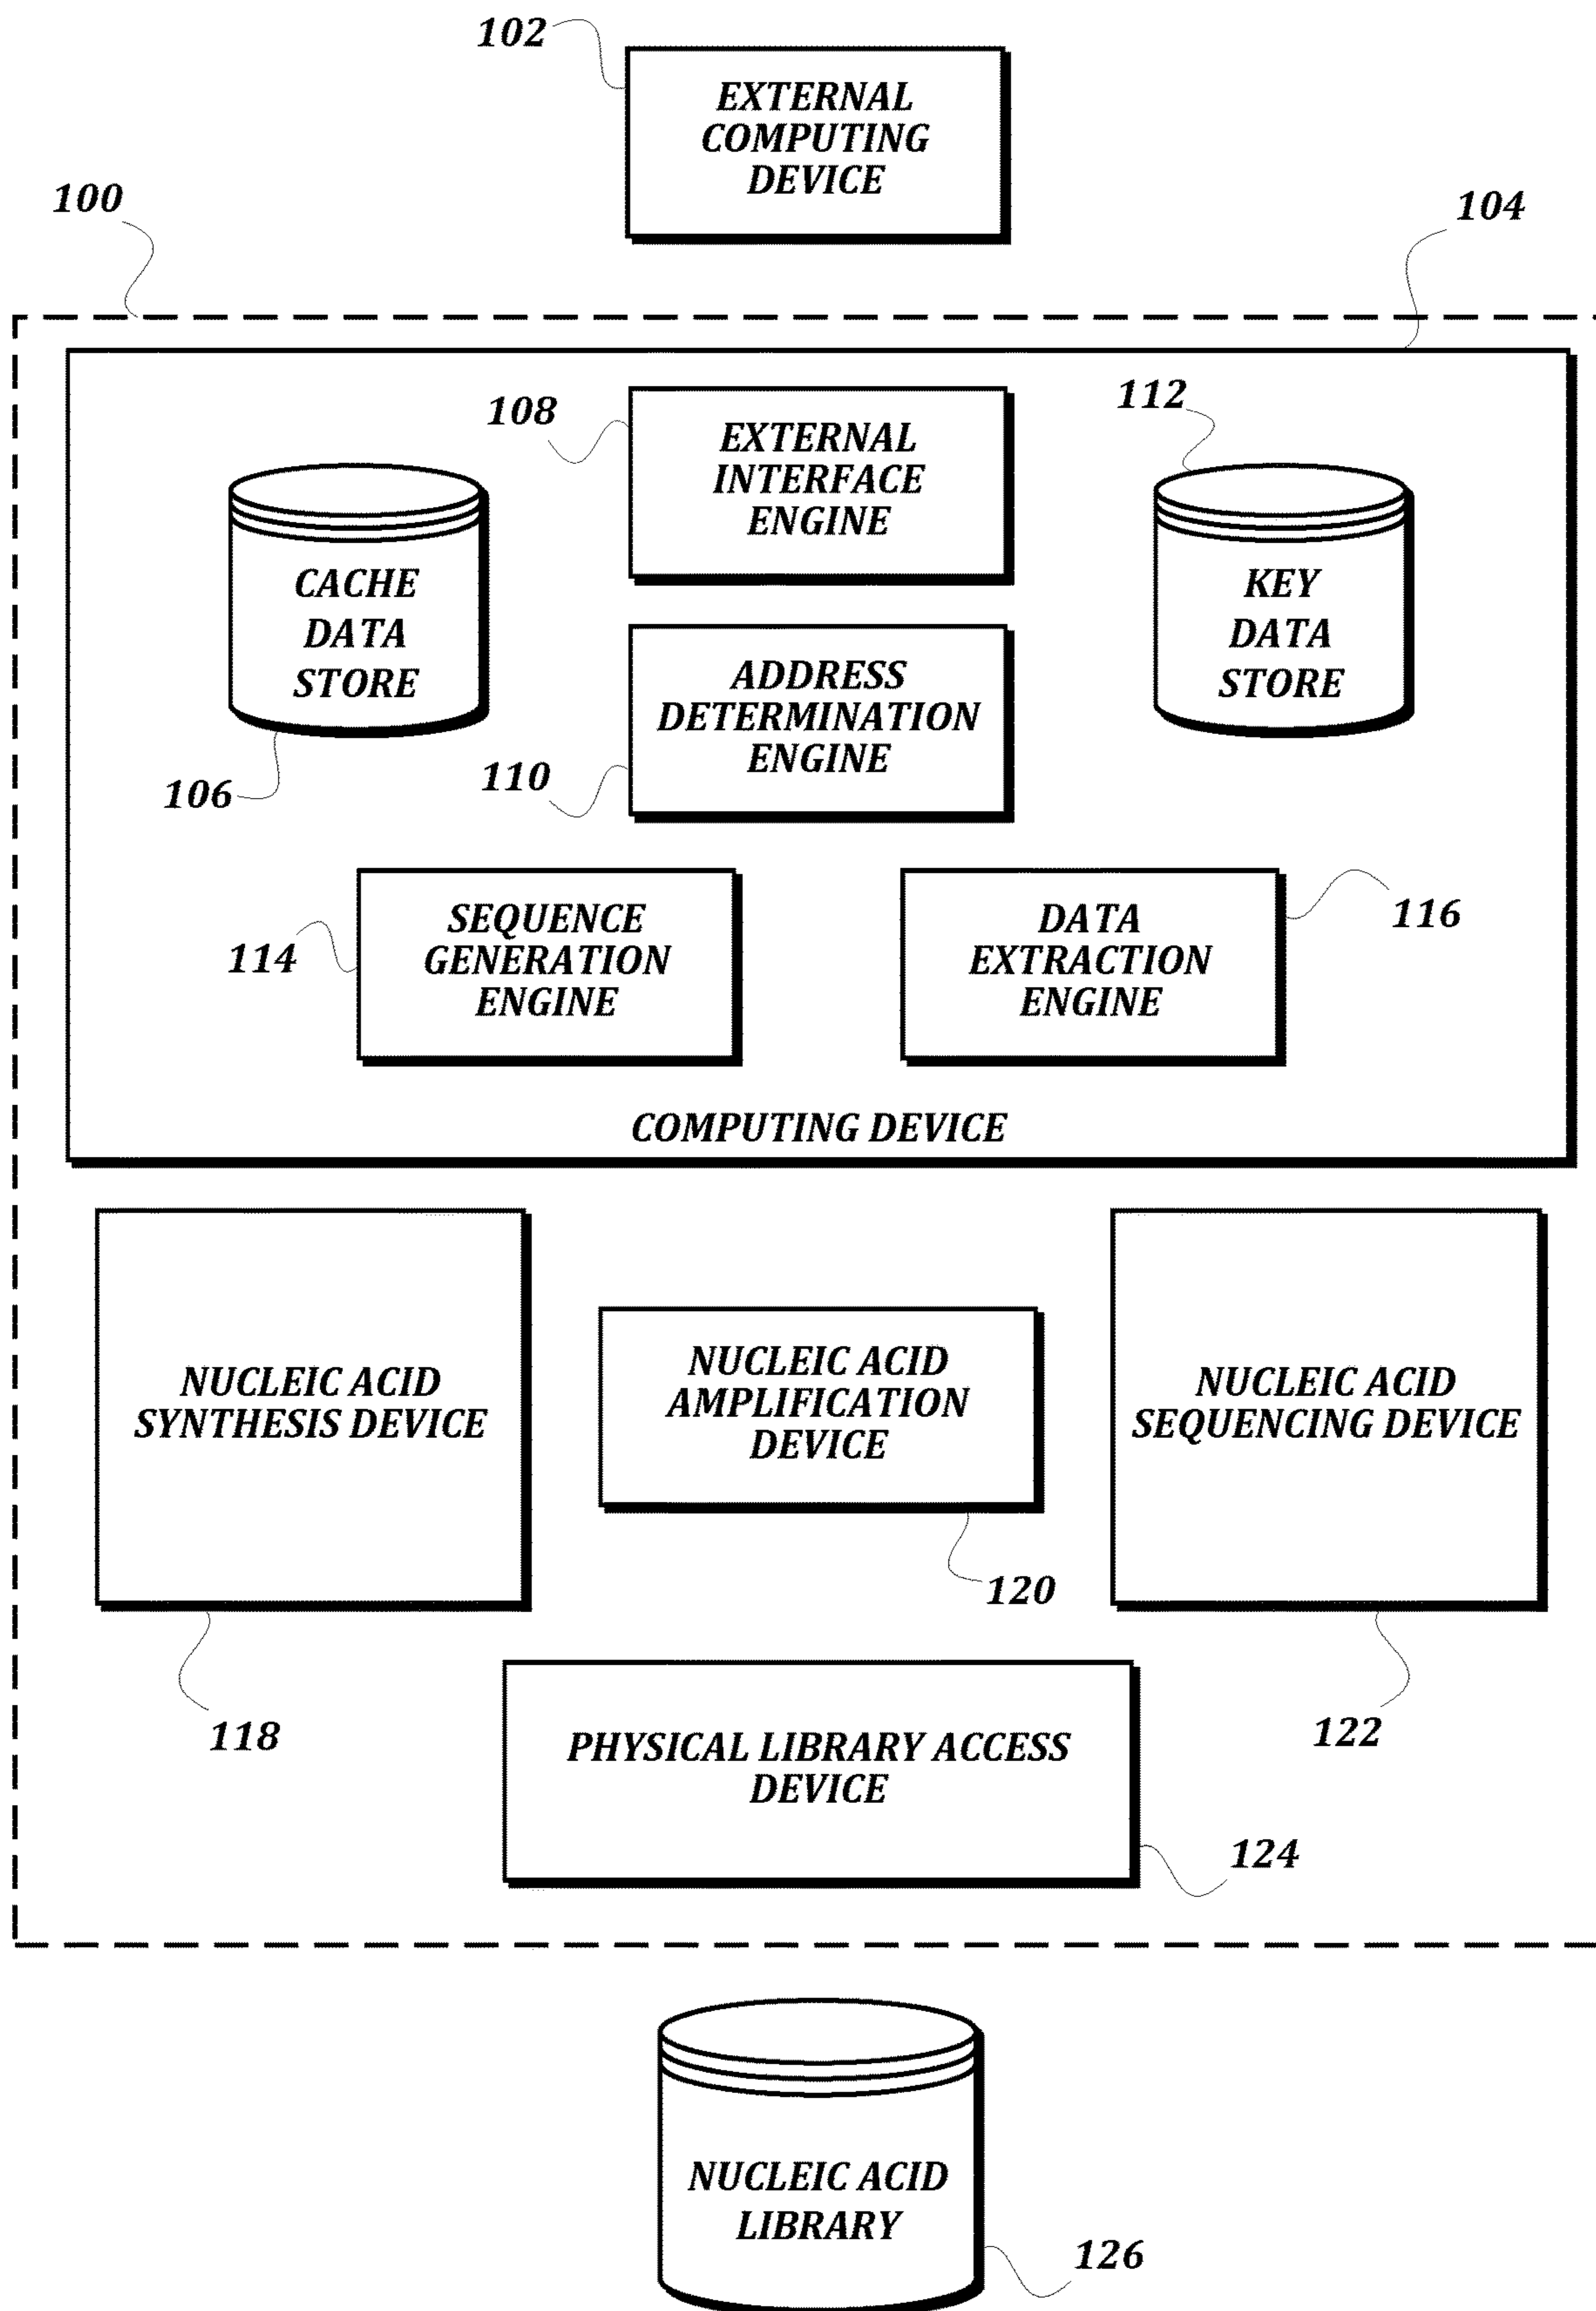 102
EXTERNAL
COMPUTING
DEVICE
100
104
108
EXTERNAL
INTERFACE
ENGINE
112
CACHE
DATA
STORE
KEY
DATA
STORE
106
110
ADDRESS
DETERMINATION
ENGINE
114
SEQUENCE
GENERATION
ENGINE
DATA
EXTRACTION
ENGINE
116
COMPUTING DEVICE
NUCLEIC ACID
SYNTHESIS DEVICE
NUCLEIC ACID
AMPLIFICATION
DEVICE
NUCLEIC ACID
SEQUENCING DEVICE
120
118
122
PHYSICAL LIBRARY ACCESS
DEVICE
124
NUCLEIC ACID
LIBRARY
126